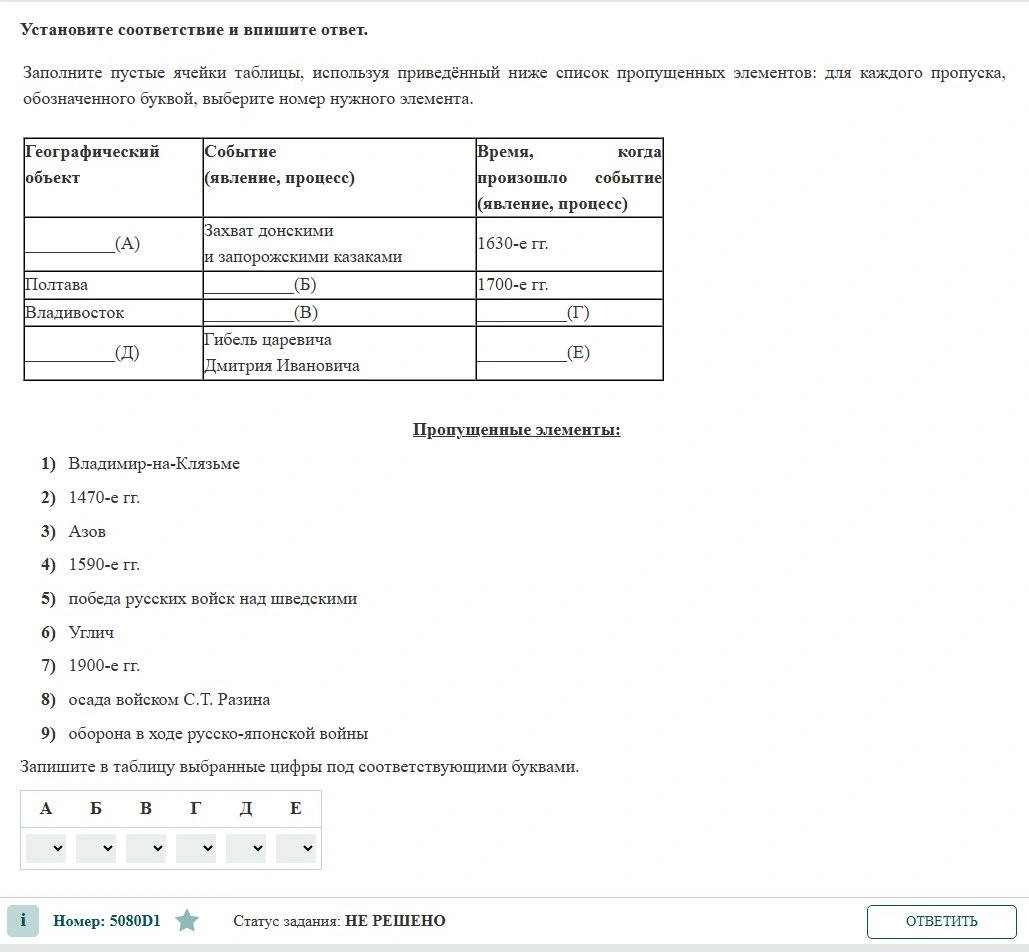 Установите соответствие и впишите ответ.
Заполните пустые ячейки таблицы, используя приведённый ниже список пропущенных элементов: для каждого пропуска,
обозначенного буквой, выберите номер нужного элемента.
Географический объект
Событие
(явление, процесс)
Время, когда произошло событие (явление, процесс)
__________(А)
Захват донскими
и запорожскими казаками
1630-е гг.
Полтава
__________(Б)
1700-е гг.
Владивосток
__________(В)
__________(Г)
__________(Д)
Гибель царевича
Дмитрия Ивановича
__________(Е)
Пропущенные элементы:
1) Владимир-на-Клязьме
2) 1470-е гг.
3) Азов
4) 1590-е гг.
5) победа русских войск над шведскими
6) Углич
7) 1900-е гг.
8) осада войском С.Т. Разина
9) оборона в ходе русско-японской войны
Запишите в таблицу выбранные цифры под соответствующими буквами.
А Б В Г Д Е
i Номер: 5080D1 Статус задания: НЕ РЕШЕНО ОТВЕТИТЬ